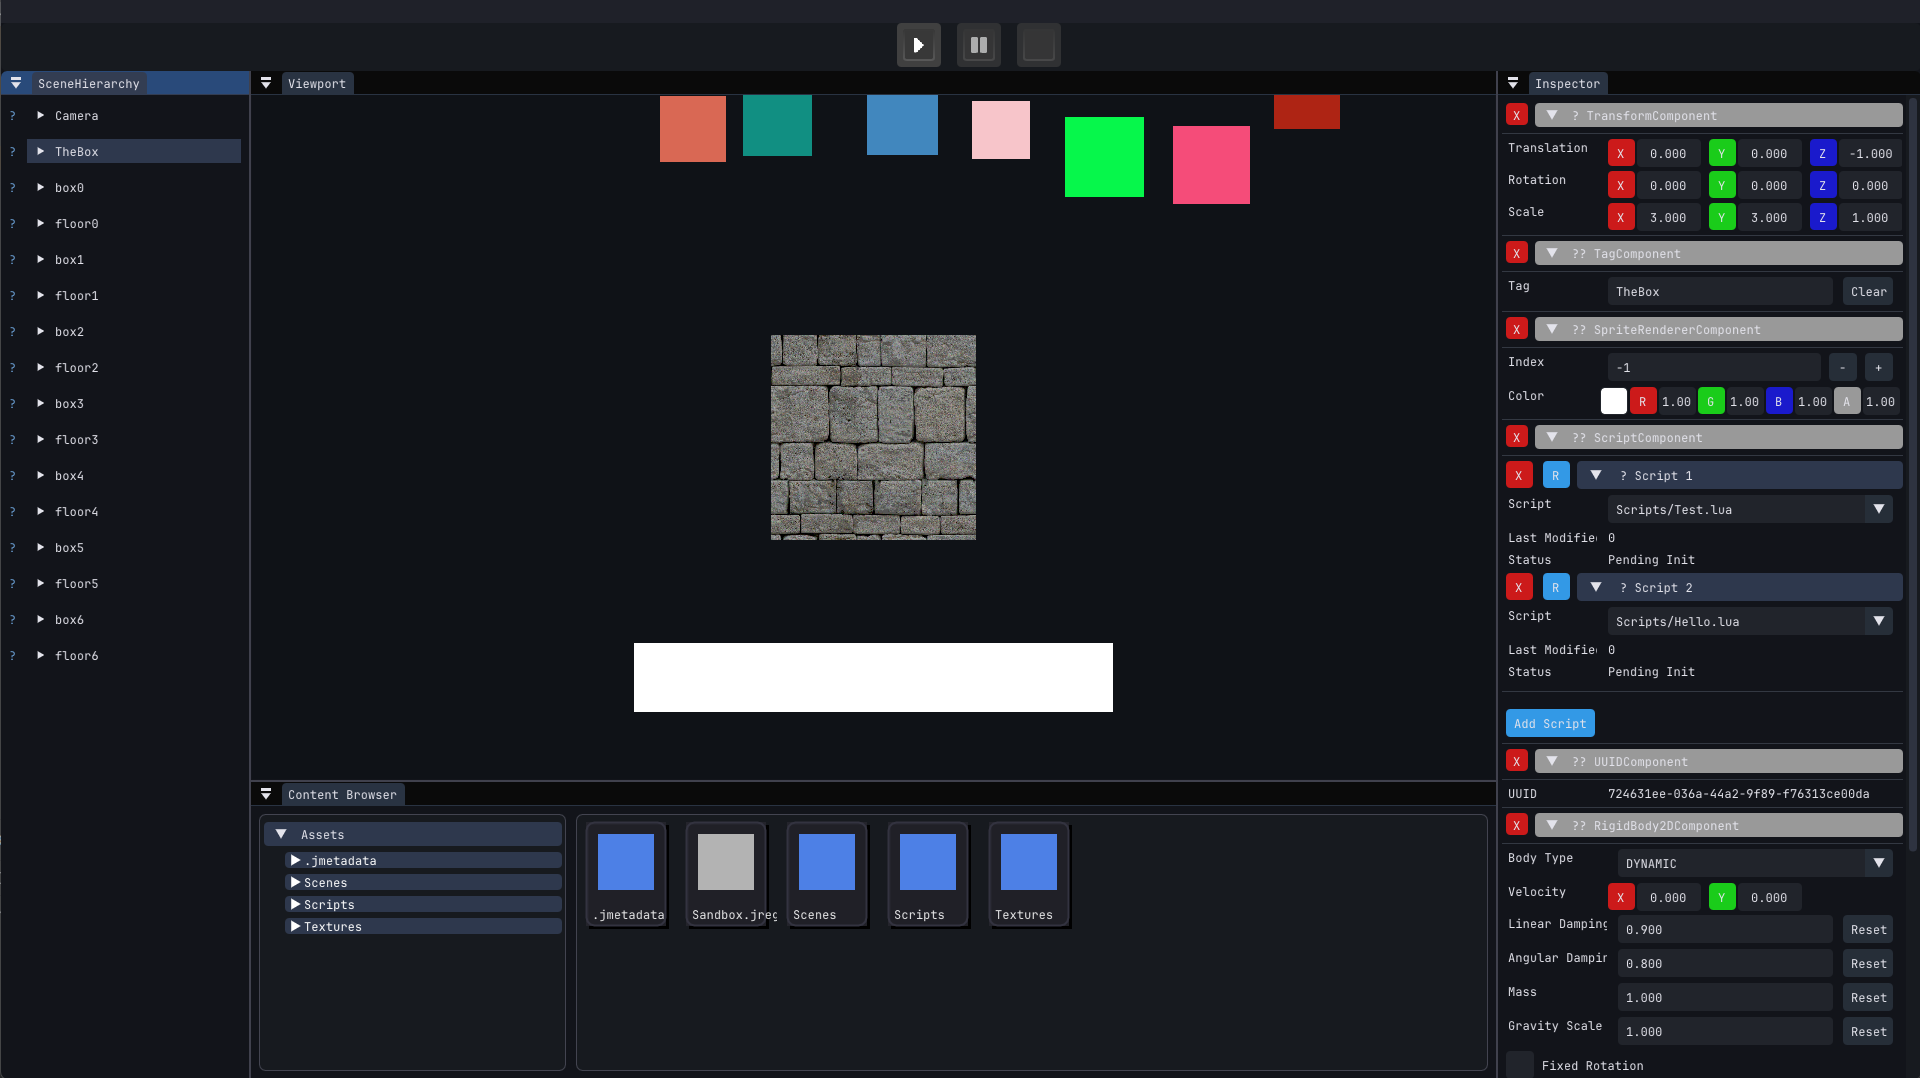 SceneHierarchy
? Camera
? TheBox
? box0
? floor0
? box1
? floor1
? box2
? floor2
? box3
? floor3
? box4
? floor4
? box5
? floor5
? box6
? floor6
Viewport
Content Browser
Assets
.jmetadata
Scenes
Scripts
Textures
.jmetadata
Sandbox.jreg
Scenes
Scripts
Textures
Inspector
X ? TransformComponent
Translation X 0.000 Y 0.000 Z -1.000
Rotation X 0.000 Y 0.000 Z 0.000
Scale X 3.000 Y 3.000 Z 1.000
X ?? TagComponent
Tag TheBox Clear
X ?? SpriteRendererComponent
Index -1 - +
Color R 1.00 G 1.00 B 1.00 A 1.00
X ?? ScriptComponent
X R ? Script 1
Script Scripts/Test.lua
Last Modifie 0
Status Pending Init
X R ? Script 2
Script Scripts/Hello.lua
Last Modifie 0
Status Pending Init
Add Script
X ?? UUIDComponent
UUID 724631ee-036a-44a2-9f89-f76313ce00da
X ?? RigidBody2DComponent
Body Type DYNAMIC
Velocity X 0.000 Y 0.000
Linear Damping 0.900 Reset
Angular Dampin 0.800 Reset
Mass 1.000 Reset
Gravity Scale 1.000 Reset
Fixed Rotation